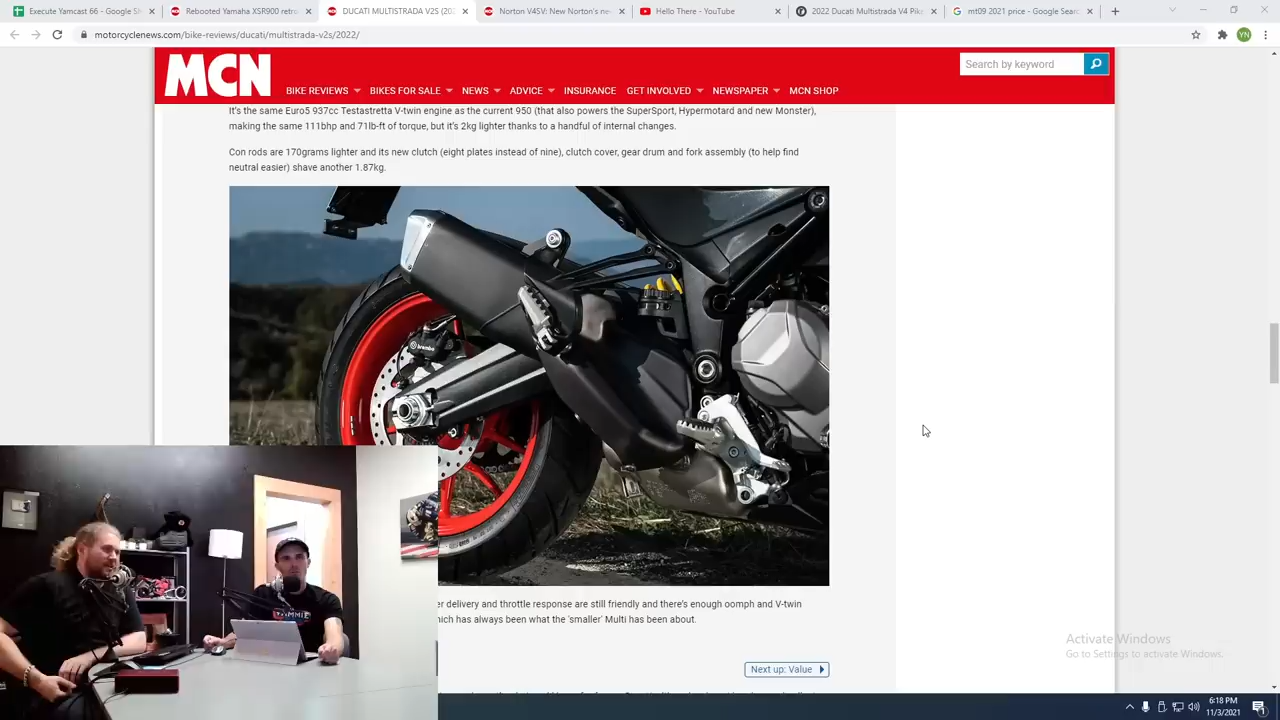 Execute Yamcast 66 - Google Sh
Rebooted Yamaha XSR900 retro
DUCATI MULTISTRADA V2S (202
Norton V4SV: New Norton's new
Hello There - YouTube
2022 Ducati Multistrada V4 Pike
mt09 2021 price - Google Searc
motorcyclenews.com/bike-reviews/ducati/multistrada-v2s/2022/
YN
MCN
Search by keyword
BIKE REVIEWS
BIKES FOR SALE
NEWS
ADVICE
INSURANCE
GET INVOLVED
NEWSPAPER
MCN SHOP
It's the same Euro5 937cc Testastretta V-twin engine as the current 950 (that also powers the SuperSport, Hypermotard and new Monster),
making the same 111bhp and 71lb-ft of torque, but it's 2kg lighter thanks to a handful of internal changes.
Con rods are 170grams lighter and its new clutch (eight plates instead of nine), clutch cover, gear drum and fork assembly (to help find
neutral easier) shave another 1.87kg.
brembo
er delivery and throttle response are still friendly and there's enough oomph and V-twin
hich has always been what the 'smaller' Multi has been about.
Activate Windows
Go to Settings to activate Windows.
Next up: Value
6:18 PM
11/3/2021